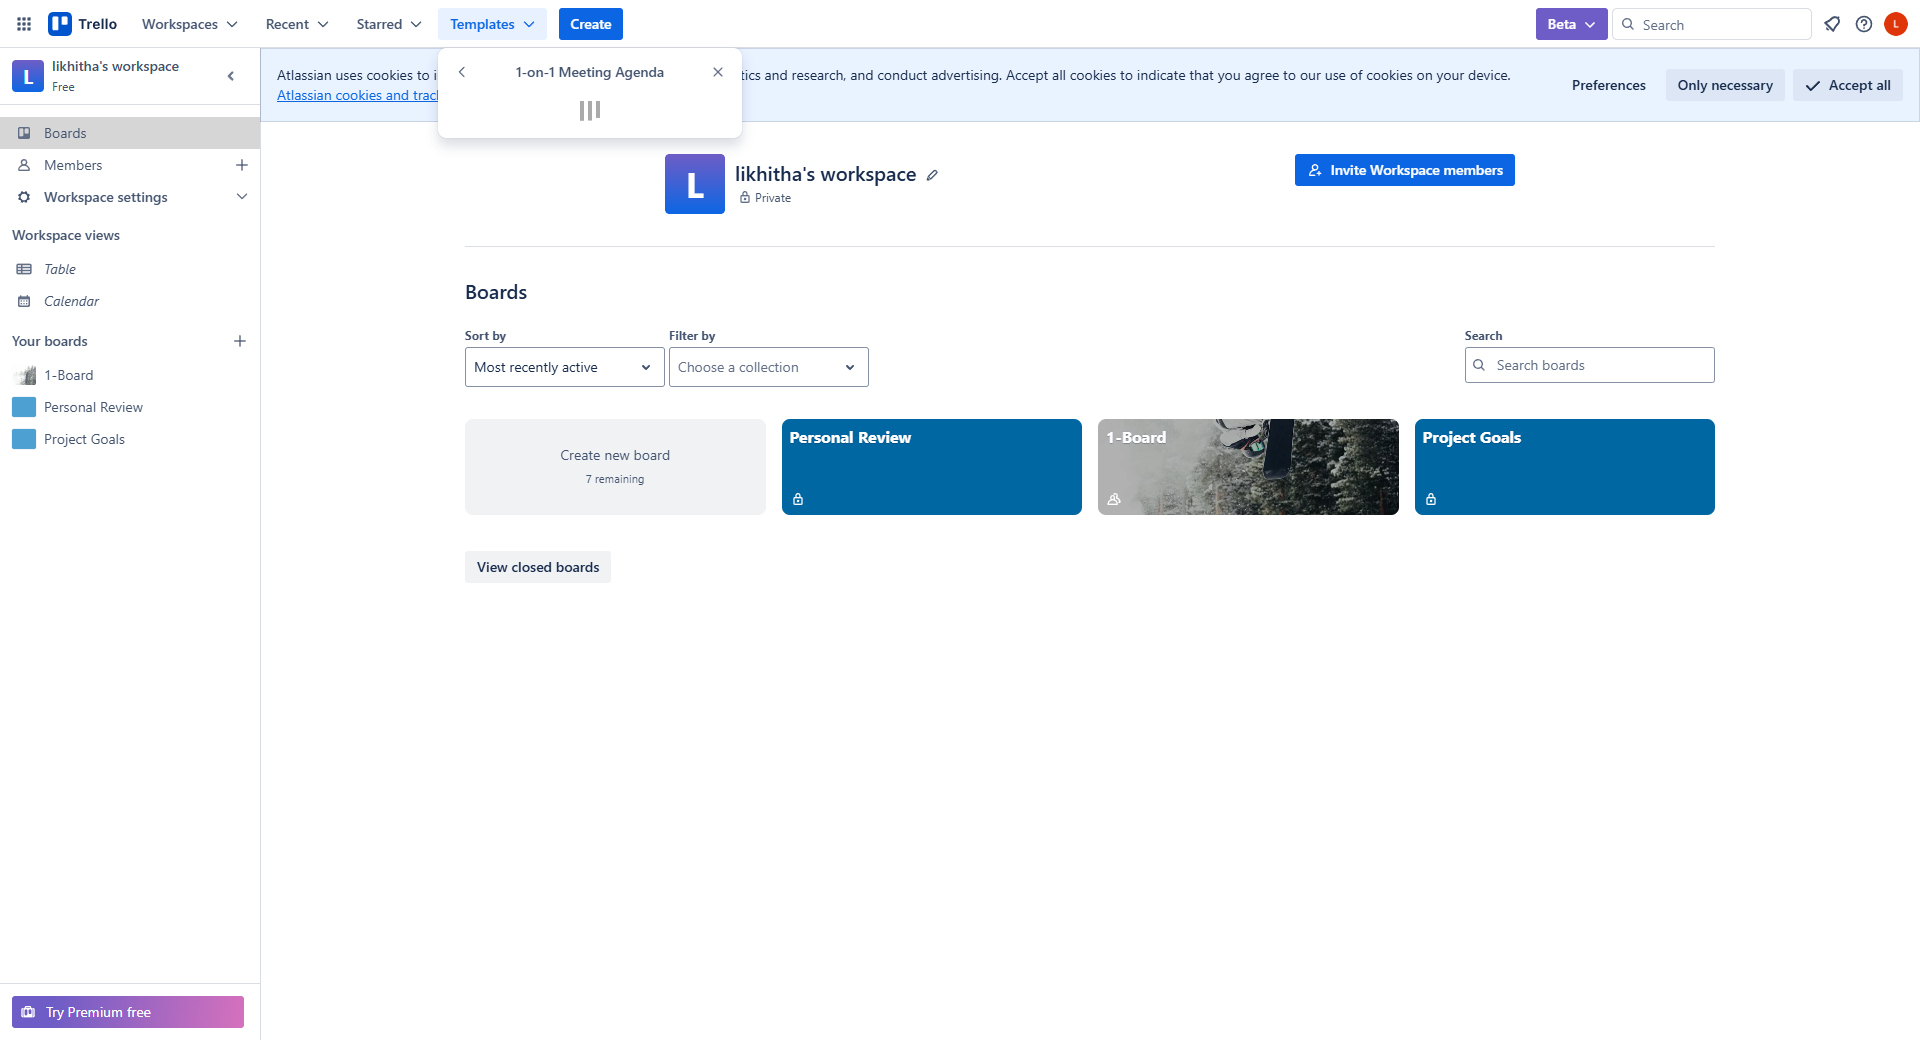 Trello
Workspaces
Recent
Starred
Templates
Create
Beta
Search
L
L
likhitha's workspace
Free
Atlassian uses cookies to i
tics and research, and conduct advertising. Accept all cookies to indicate that you agree to our use of cookies on your device.
Atlassian cookies and trac
Preferences
Only necessary
Accept all
1-on-1 Meeting Agenda
Boards
Members
Workspace settings
Workspace views
Table
Calendar
Your boards
1-Board
Personal Review
Project Goals
Try Premium free
L
likhitha's workspace
Private
Invite Workspace members
Boards
Sort by
Most recently active
Filter by
Choose a collection
Search
Search boards
Create new board
7 remaining
Personal Review
1-Board
Project Goals
View closed boards